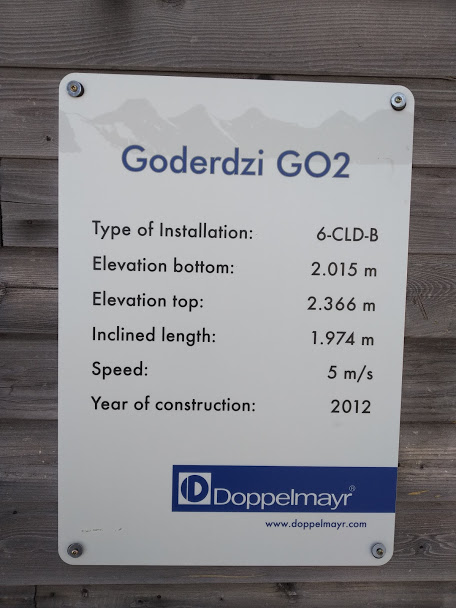 Goderdzi GO2
Type of Installation: 6-CLD-B
Elevation bottom: 2.015 m
Elevation top: 2.366 m
Inclined length: 1.974 m
Speed: 5 m/s
Year of construction: 2012
D Doppelmayr®
www.doppelmayr.com